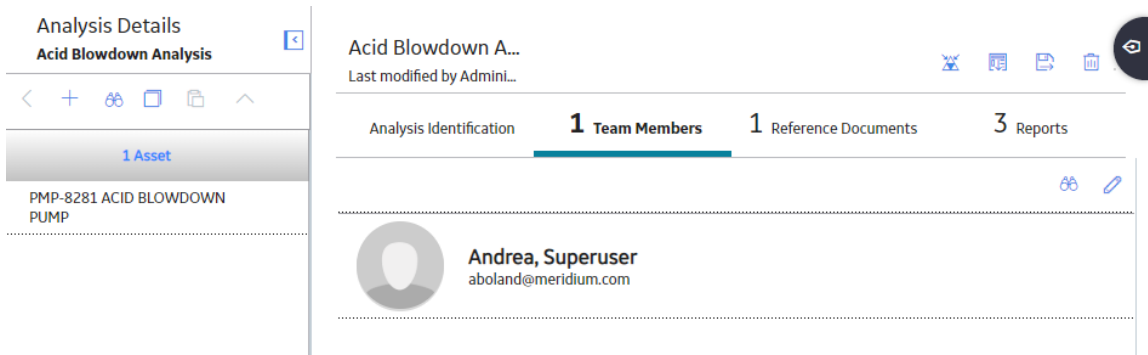 Analysis Details
Acid Blowdown Analysis
1 Asset
PMP-8281 ACID BLOWDOWN
PUMP
Acid Blowdown A...
Last modified by Admini...
Analysis Identification
1 Team Members
1 Reference Documents
3 Reports
Andrea, Superuser
aboland@meridium.com